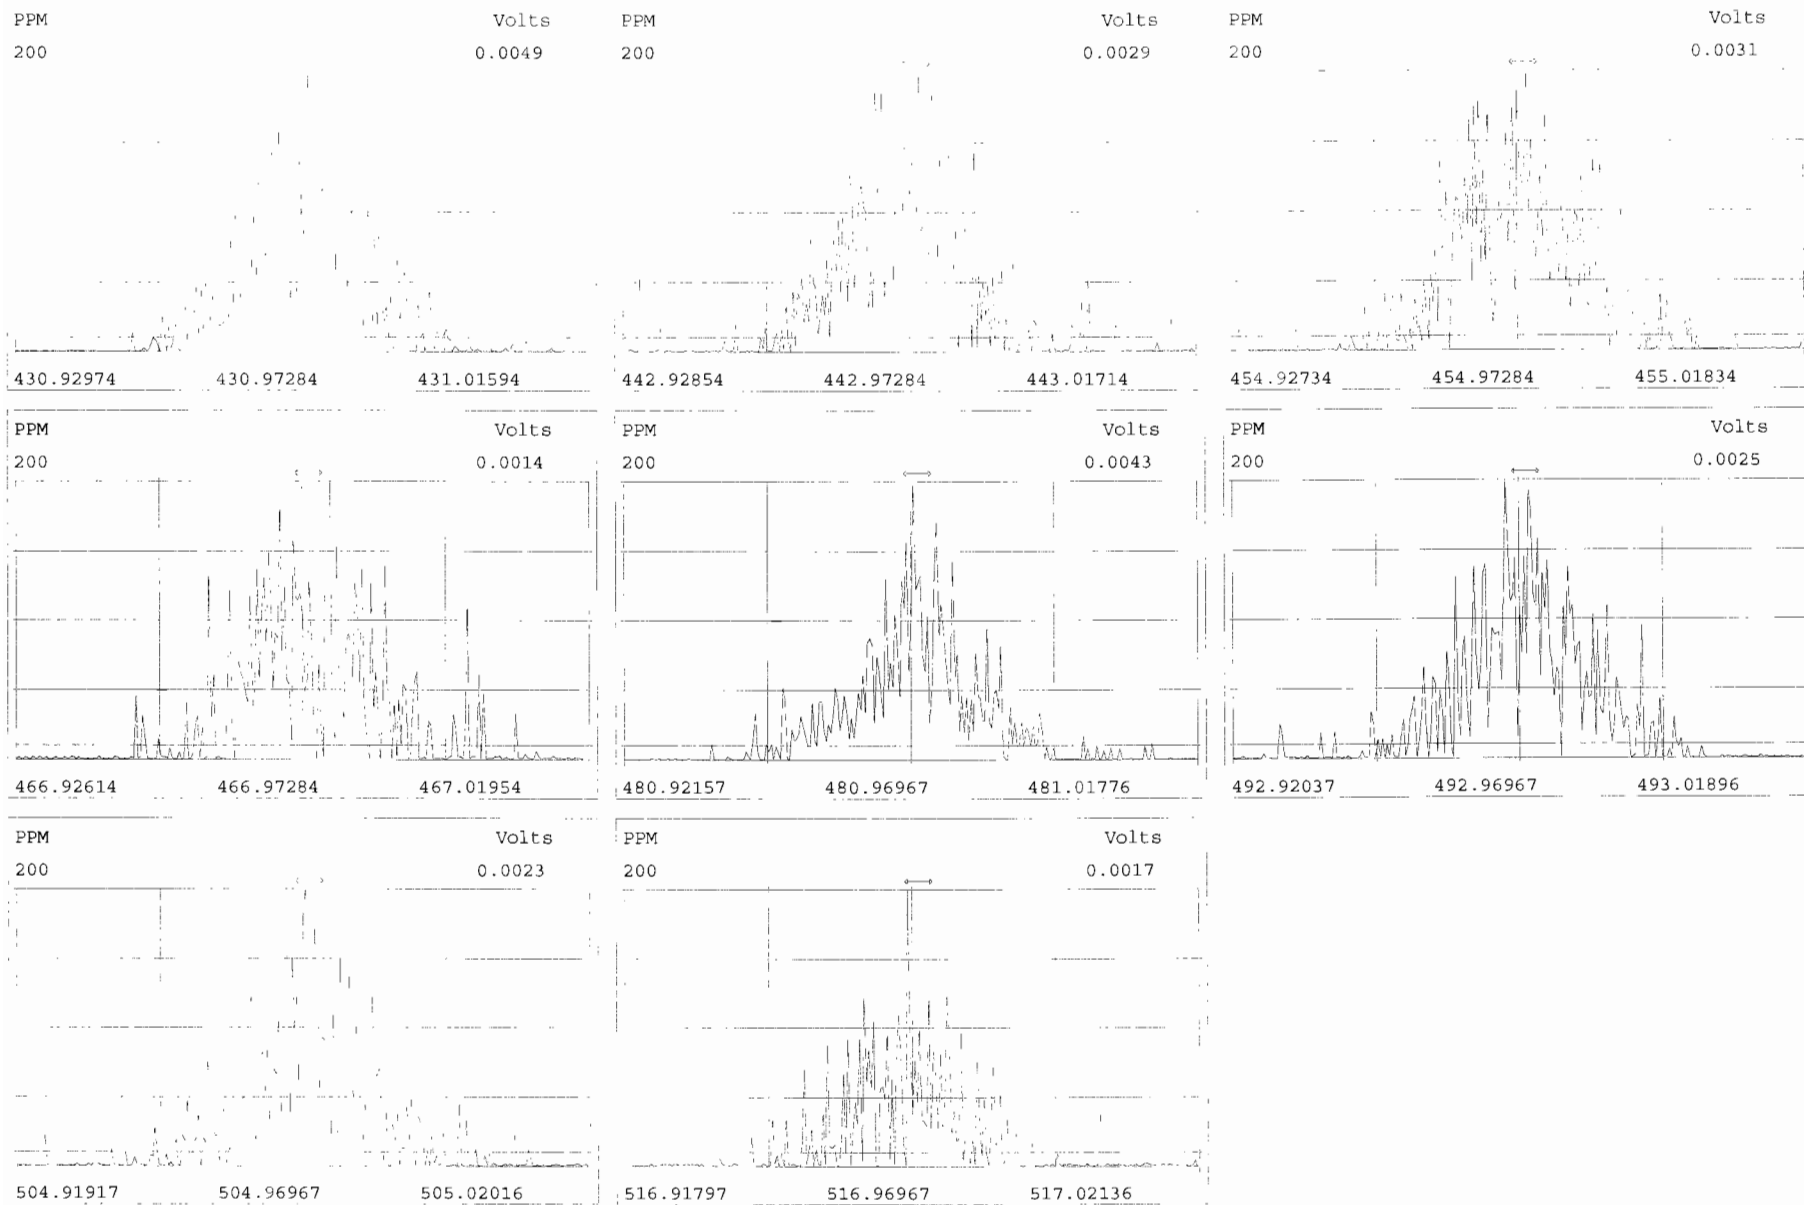 PPM Volts
200 0.0049
430.92974 430.97284 431.01594
PPM Volts
200 0.0029
442.92854 442.97284 443.01714
PPM Volts
200 0.0031
454.92734 454.97284 455.01834
PPM Volts
200 0.0014
466.92614 466.97284 467.01954
PPM Volts
200 0.0043
480.92157 480.96967 481.01776
PPM Volts
200 0.0025
492.92037 492.96967 493.01896
PPM Volts
200 0.0023
504.91917 504.96967 505.02016
PPM Volts
200 0.0017
516.91797 516.96967 517.02136